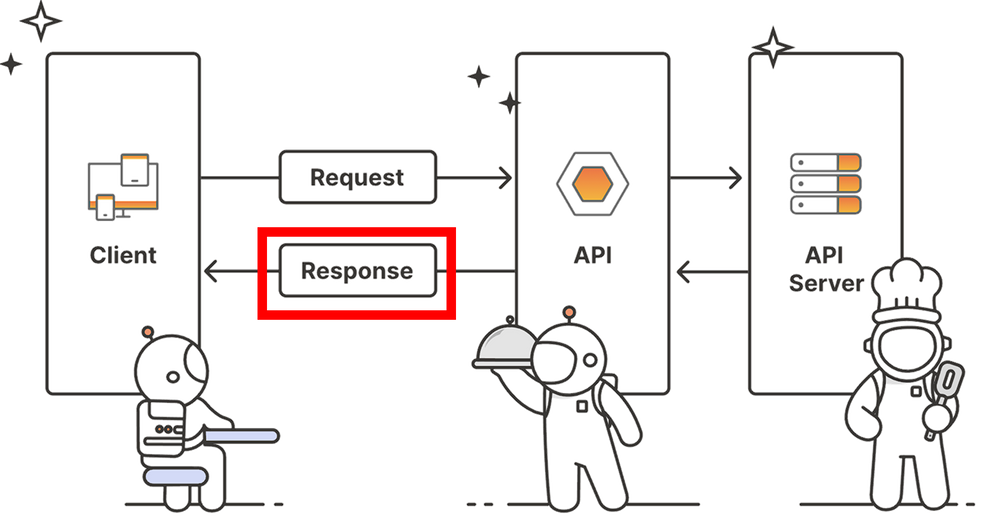 Request
Response
Client
API
API
Server